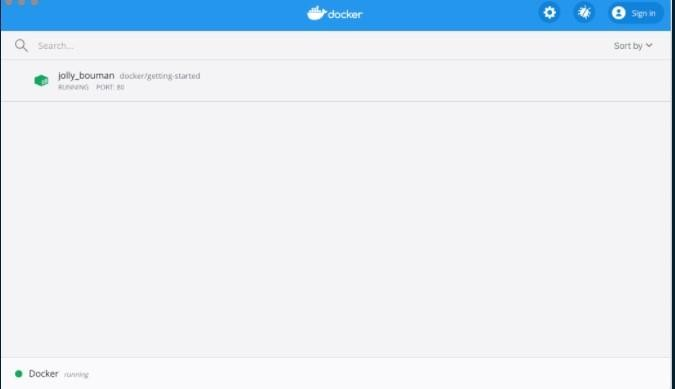 docker
Sign in
Search...
Sort by
jolly_bouman docker/getting-started
RUNNING PORT: 80
Docker running